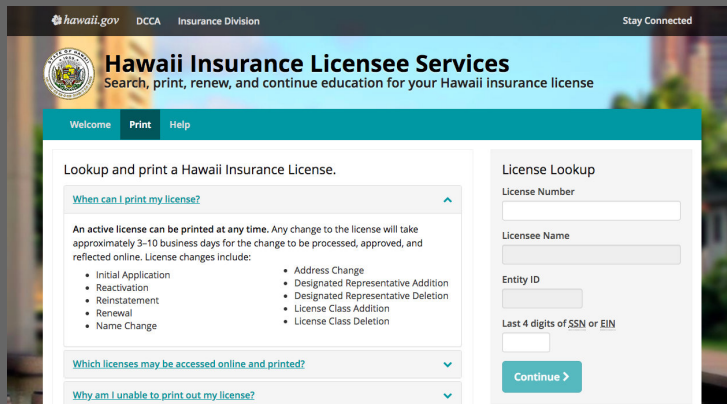 hawaii.gov DCCA Insurance Division Stay Connected
Hawaii Insurance Licensee Services
Search, print, renew, and continue education for your Hawaii insurance license
Welcome Print Help
Lookup and print a Hawaii Insurance License.
When can I print my license?
An active license can be printed at any time. Any change to the license will take
approximately 3–10 business days for the change to be processed, approved, and
reflected online. License changes include:
• Initial Application
• Reactivation
• Reinstatement
• Renewal
• Name Change
• Address Change
• Designated Representative Addition
• Designated Representative Deletion
• License Class Addition
• License Class Deletion
Which licenses may be accessed online and printed?
Why am I unable to print out my license?
License Lookup
License Number
Licensee Name
Entity ID
Last 4 digits of SSN or EIN
Continue